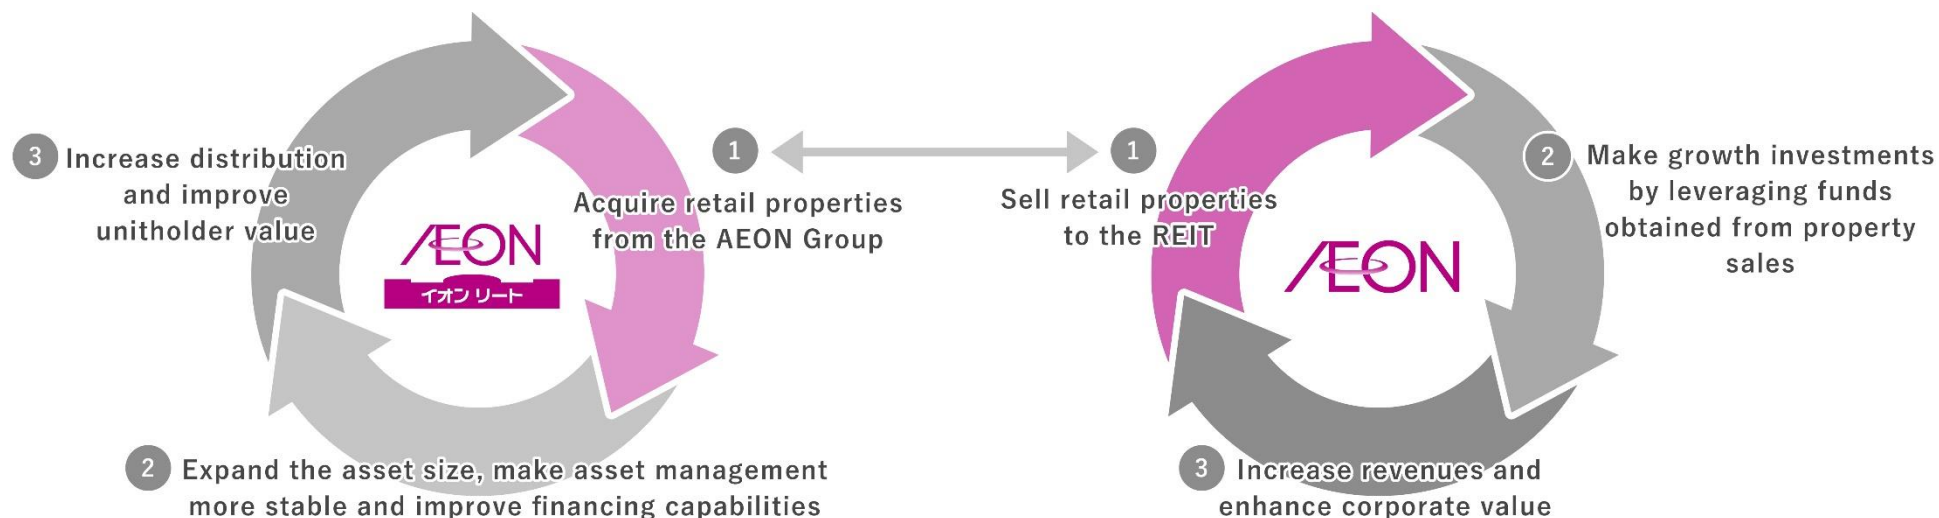 3 Increase distribution
and improve
unitholder value
AEON
イオン リート
1
Acquire retail properties
from the AEON Group
2 Expand the asset size, make asset management
more stable and improve financing capabilities
1
Sell retail properties
to the REIT
AEON
2 Make growth investments
by leveraging funds
obtained from property
sales
3 Increase revenues and
enhance corporate value